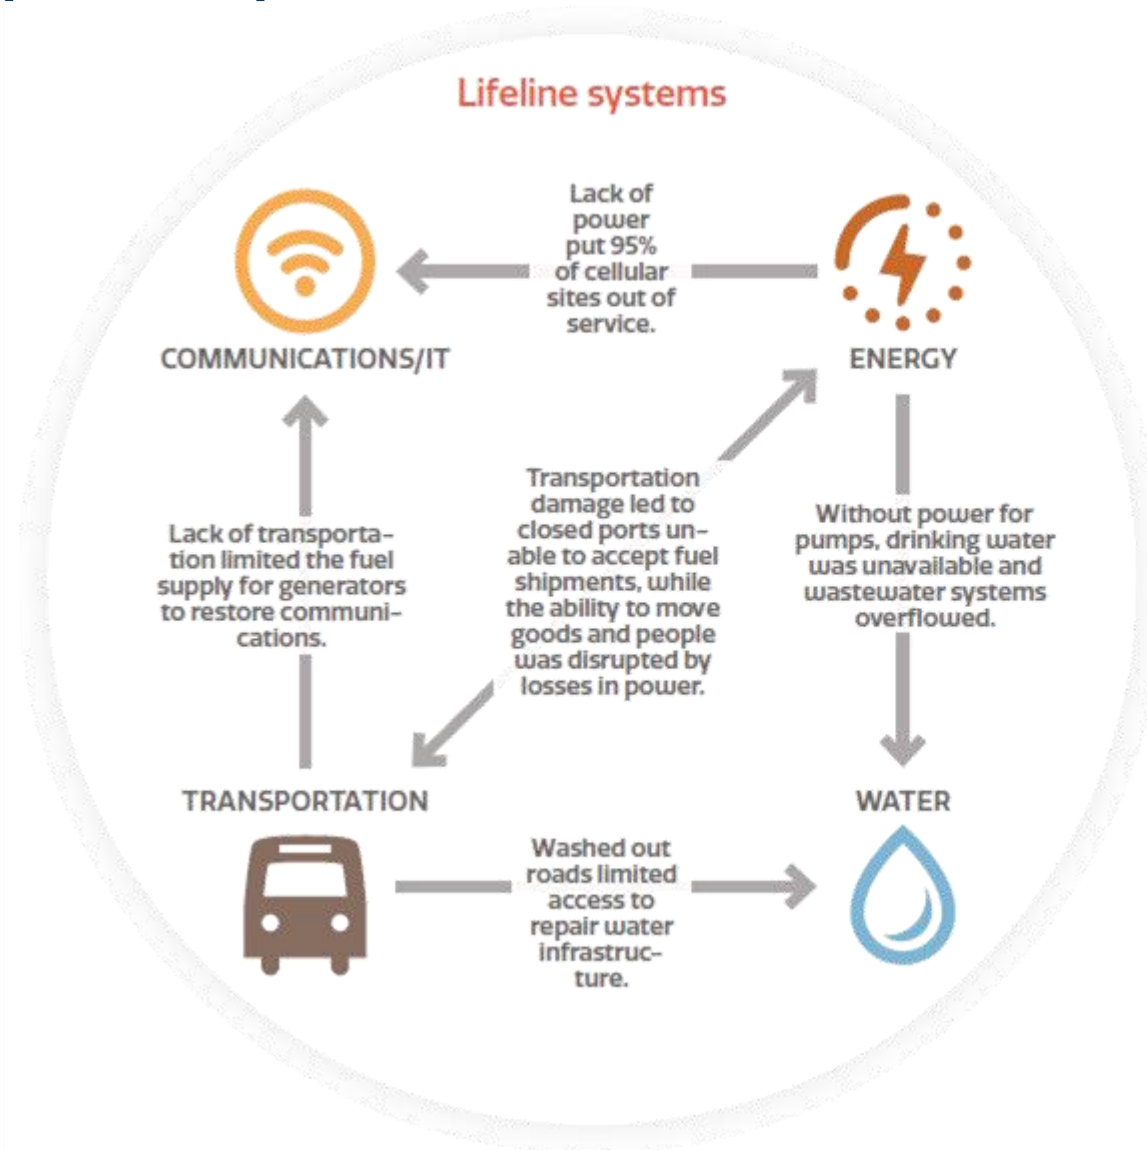 Lifeline systems
Lack of
power
put 95%
of cellular
sites out of
service.
COMMUNICATIONS/IT
ENERGY
Lack of transporta-
tion limited the fuel
supply for generators
to restore communi-
cations.
Transportation
damage led to
closed ports un-
able to accept fuel
shipments, while
the ability to move
goods and people
was disrupted by
losses in power.
Without power for
pumps, drinking water
was unavailable and
wastewater systems
overflowed.
TRANSPORTATION
WATER
Washed out
roads limited
access to
repair water
infrastruc-
ture.